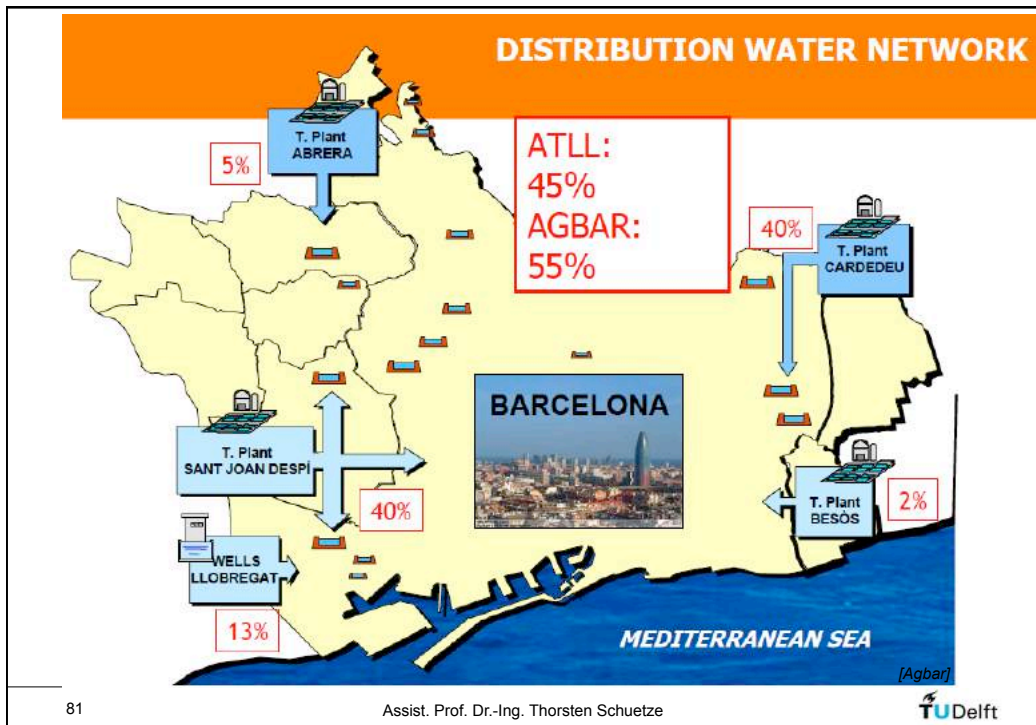 DISTRIBUTION WATER NETWORK
T. Plant
ABRERA
5%
ATLL:
45%
AGBAR:
55%
40%
T. Plant
CARDEDEU
BARCELONA
T. Plant
SANT JOAN DESPÍ
40%
T. Plant
BESÒS
2%
WELLS
LLOBREGAT
13%
MEDITERRANEAN SEA
[Agbar]
81
Assist. Prof. Dr.-Ing. Thorsten Schuetze
TUDelft